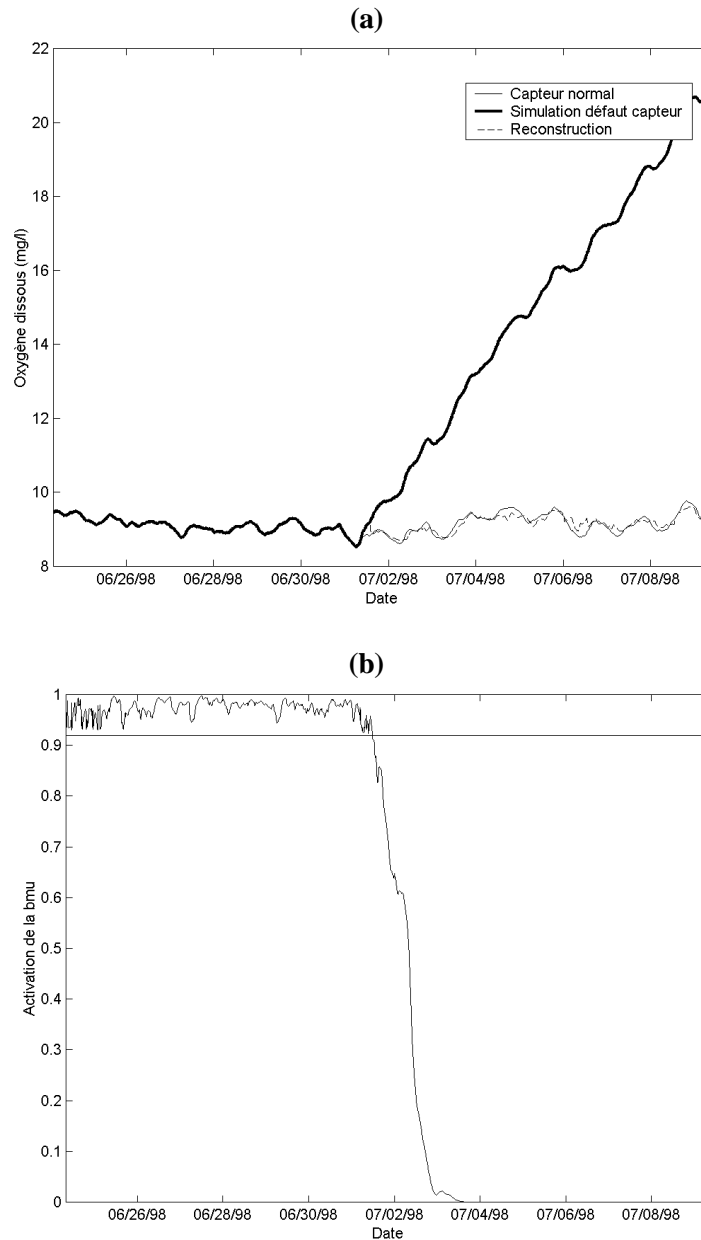 (a)
22
20
18
16
14
12
10
8
Oxygène dissous (mg/l)
Capteur normal
Simulation défaut capteur
Reconstruction
06/26/98 06/28/98 06/30/98 07/02/98 07/04/98 07/06/98 07/08/98
Date
(b)
1
0.9
0.8
0.7
0.6
0.5
0.4
0.3
0.2
0.1
0
Activation de la bmu
06/26/98 06/28/98 06/30/98 07/02/98 07/04/98 07/06/98 07/08/98
Date